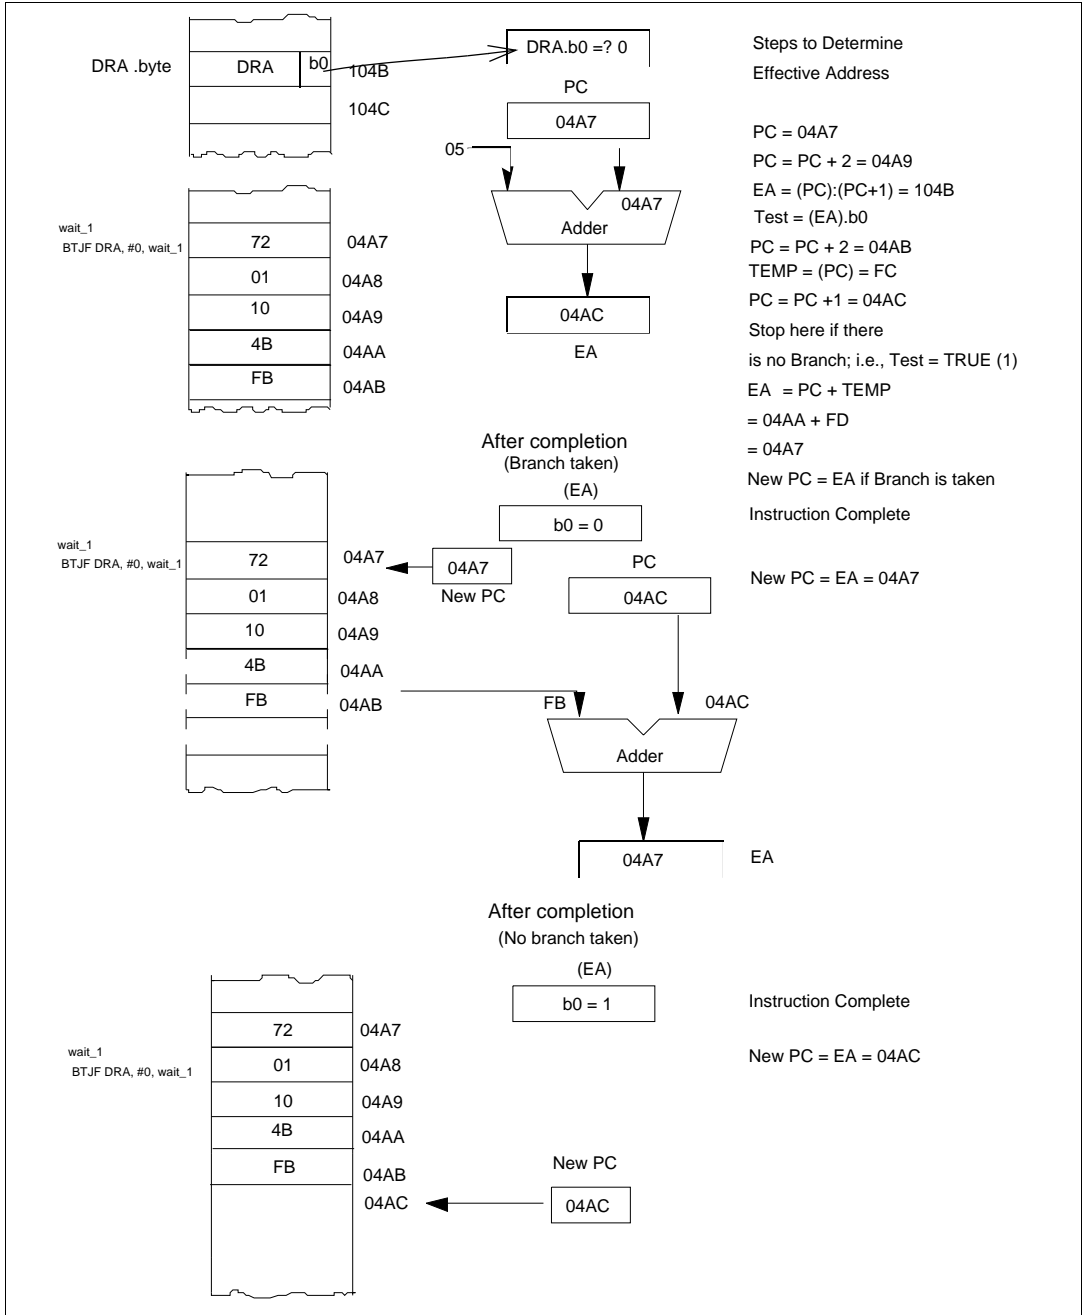 DRA .byte
DRA b0
104B
104C
DRA.b0 =? 0
PC
04A7
05
04A7
Adder
04AC
EA
wait_1
BTJF DRA, #0, wait_1
72 04A7
01 04A8
10 04A9
4B 04AA
FB 04AB
Steps to Determine
Effective Address
PC = 04A7
PC = PC + 2 = 04A9
EA = (PC):(PC+1) = 104B
Test = (EA).b0
PC = PC + 2 = 04AB
TEMP = (PC) = FC
PC = PC +1 = 04AC
Stop here if there
is no Branch; i.e., Test = TRUE (1)
EA = PC + TEMP
= 04AA + FD
= 04A7
New PC = EA if Branch is taken
Instruction Complete
New PC = EA = 04A7
After completion
(Branch taken)
(EA)
b0 = 0
wait_1
BTJF DRA, #0, wait_1
72 04A7
01 04A8
10 04A9
4B 04AA
FB 04AB
04A7
New PC
PC
04AC
FB
04AC
Adder
04A7
EA
After completion
(No branch taken)
(EA)
b0 = 1
Instruction Complete
New PC = EA = 04AC
wait_1
BTJF DRA, #0, wait_1
72 04A7
01 04A8
10 04A9
4B 04AA
FB 04AB
04AC
New PC
04AC